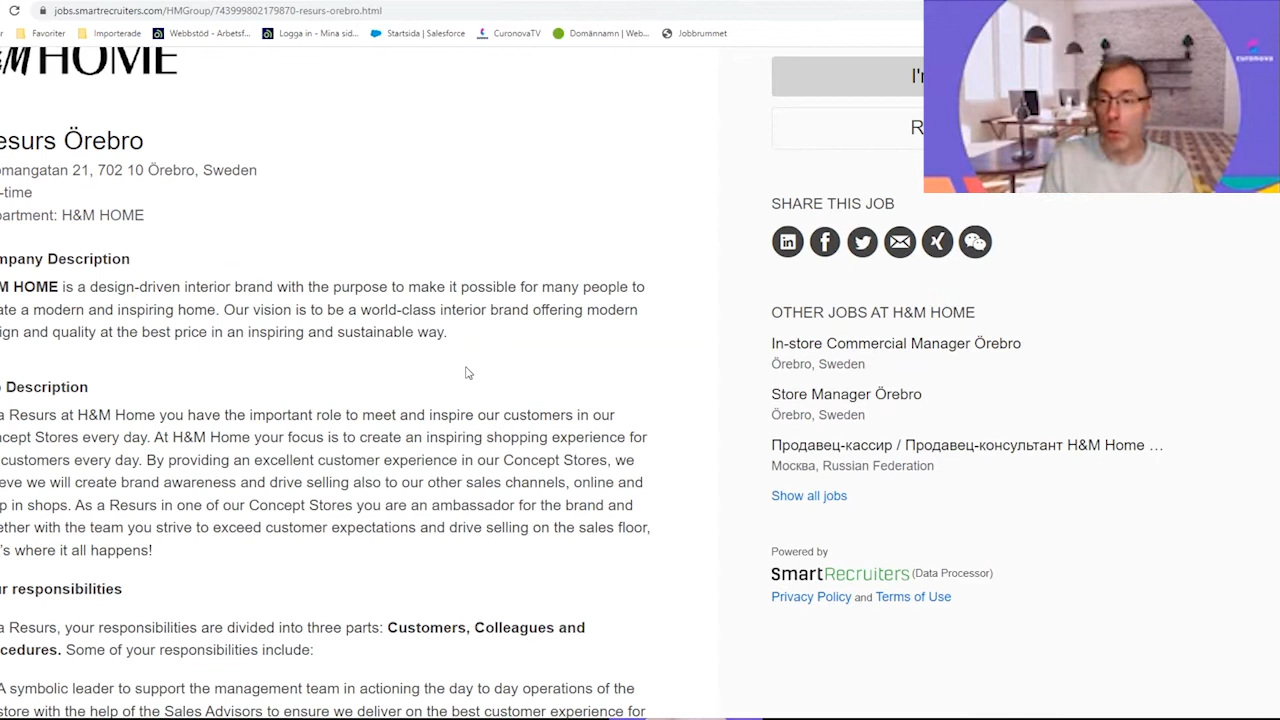 jobs.smartrecruiters.com/HMGroup/743999802179870-resurs-orebro.html
Favoriter
Importerade
Webbstöd - Arbetsf...
Logga in - Mina sid...
Startsida | Salesforce
CuronovaTV
Domännamn | Web...
Jobbrummet
curonova
HOME
Örebro
21, 702 10 Örebro, Sweden
-time
H&M HOME
Description
HOME is a design-driven interior brand with the purpose to make it possible for many people to
a modern and inspiring home. Our vision is to be a world-class interior brand offering modern
and quality at the best price in an inspiring and sustainable way.
Description
a Resurs at H&M Home you have the important role to meet and inspire our customers in our
Stores every day. At H&M Home your focus is to create an inspiring shopping experience for
customers every day. By providing an excellent customer experience in our Concept Stores, we
we will create brand awareness and drive selling also to our other sales channels, online and
in shops. As a Resurs in one of our Concept Stores you are an ambassador for the brand and
with the team you strive to exceed customer expectations and drive selling on the sales floor,
where it all happens!
responsibilities
a Resurs, your responsibilities are divided into three parts: Customers, Colleagues and
Some of your responsibilities include:
A symbolic leader to support the management team in actioning the day to day operations of the
store with the help of the Sales Advisors to ensure we deliver on the best customer experience for
SHARE THIS JOB
OTHER JOBS AT H&M HOME
In-store Commercial Manager Örebro
Örebro, Sweden
Store Manager Örebro
Örebro, Sweden
Продавец-кассир / Продавец-консультант H&M Home …
Москва, Russian Federation
Show all jobs
Powered by
SmartRecruiters (Data Processor)
Privacy Policy and Terms of Use